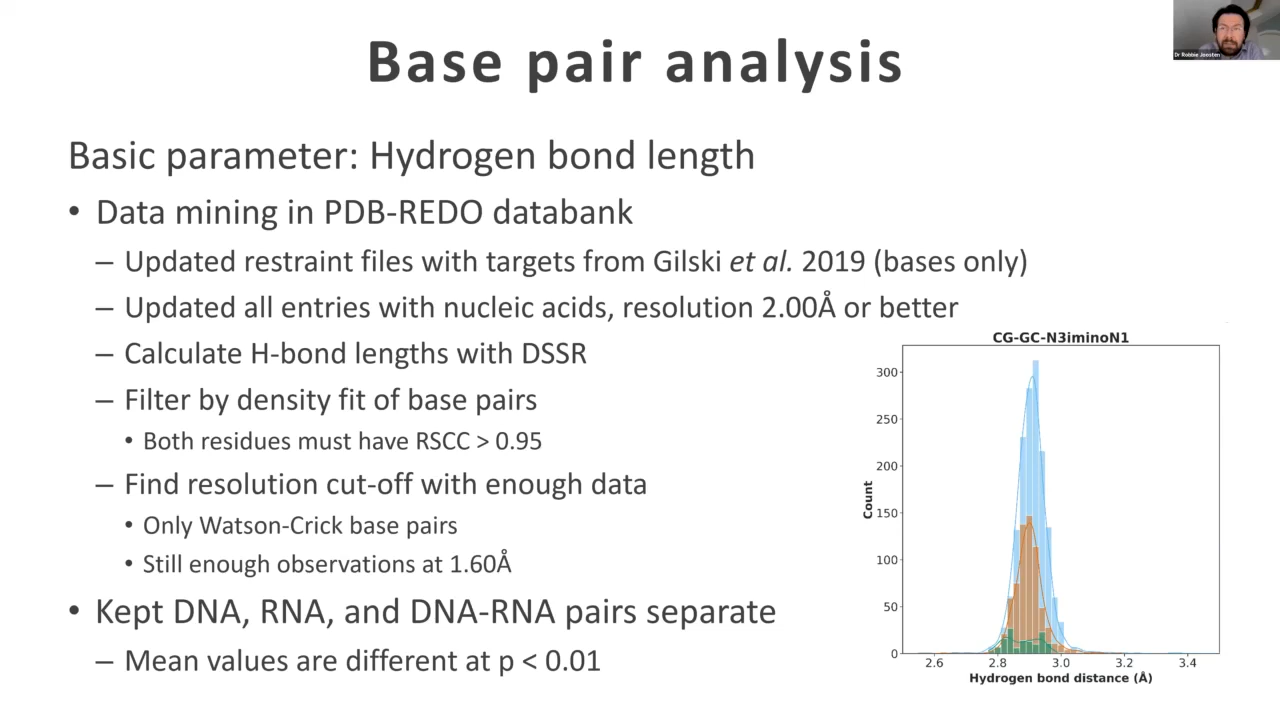 Base pair analysis
Dr Robbie Joosten
Basic parameter: Hydrogen bond length
• Data mining in PDB-REDO databank
– Updated restraint files with targets from Gilski et al. 2019 (bases only)
– Updated all entries with nucleic acids, resolution 2.00Å or better
– Calculate H-bond lengths with DSSR
– Filter by density fit of base pairs
• Both residues must have RSCC > 0.95
– Find resolution cut-off with enough data
• Only Watson-Crick base pairs
• Still enough observations at 1.60Å
• Kept DNA, RNA, and DNA-RNA pairs separate
– Mean values are different at p < 0.01
CG-GC-N3iminoN1
300
250
200
150
100
50
0
Count
2.6 2.8 3.0 3.2 3.4
Hydrogen bond distance (Å)